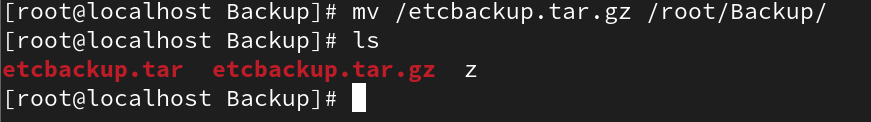 [root@localhost Backup]# mv /etcbackup.tar.gz /root/Backup/
[root@localhost Backup]# ls
etcbackup.tar  etcbackup.tar.gz  z
[root@localhost Backup]#